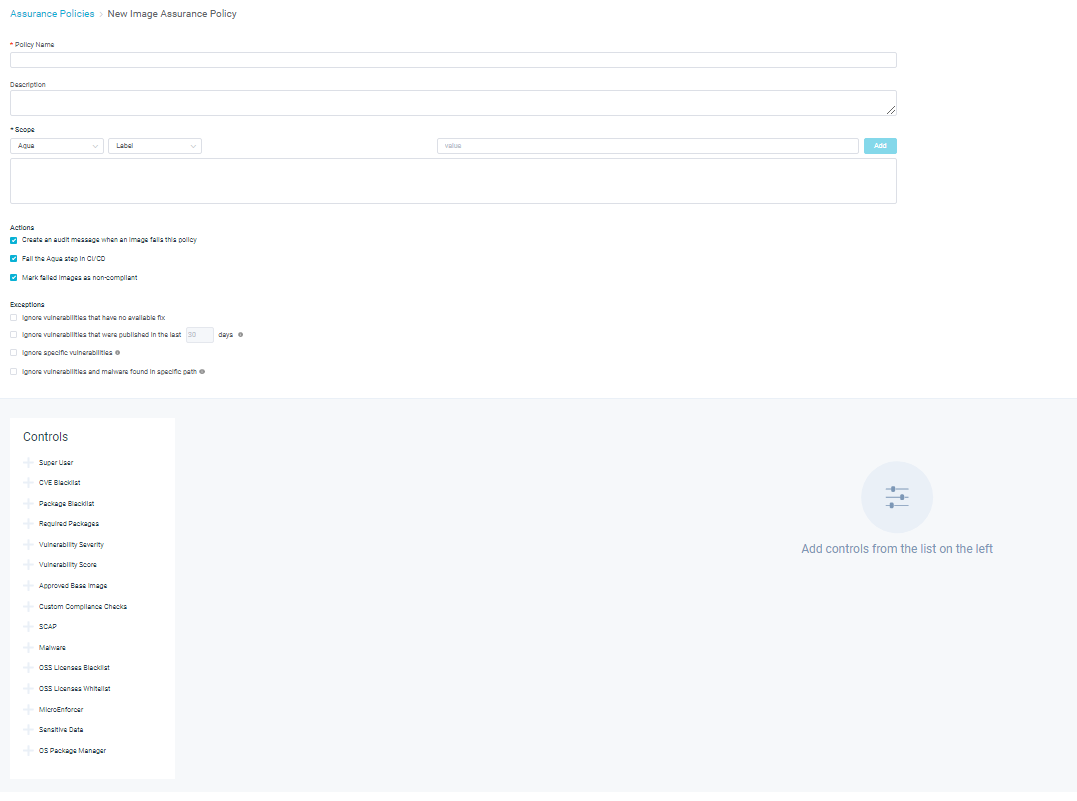 Assurance Policies > New Image Assurance Policy
* Policy Name
Description
* Scope
Aqua Label value Add
Actions
Create an audit message when an image fails this policy
Fail the Aqua step in CI/CD
Mark failed images as non-compliant
Exceptions
Ignore vulnerabilities that have no available fix
Ignore vulnerabilities that were published in the last 30 days
Ignore specific vulnerabilities
Ignore vulnerabilities and malware found in specific path
Controls
Super User
CVE Blacklist
Package Blacklist
Required Packages
Vulnerability Severity
Vulnerability Score
Approved Base Image
Custom Compliance Checks
SCAP
Malware
OSS Licenses Blacklist
OSS Licenses Whitelist
MicroEnforcer
Sensitive Data
OS Package Manager
Add controls from the list on the left